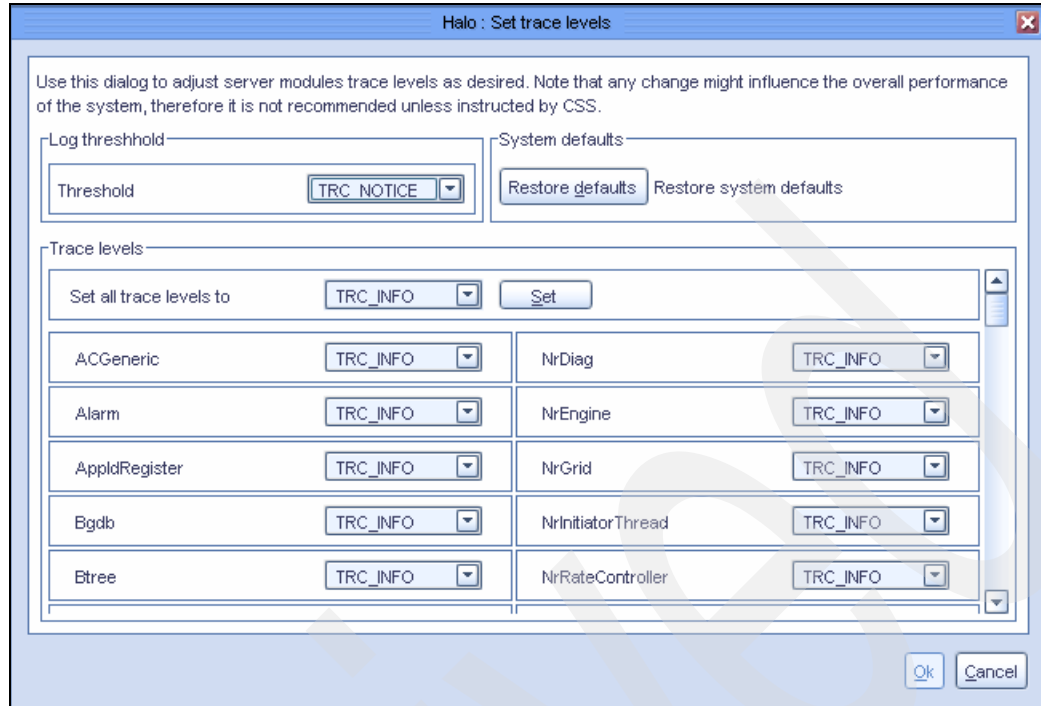 Halo : Set trace levels
Use this dialog to adjust server modules trace levels as desired. Note that any change might influence the overall performance
of the system, therefore it is not recommended unless instructed by CSS.
Log threshhold
System defaults
Threshold TRC_NOTICE
Restore defaults Restore system defaults
Trace levels
Set all trace levels to TRC_INFO Set
ACGeneric TRC_INFO NrDiag TRC_INFO
Alarm TRC_INFO NrEngine TRC_INFO
AppIdRegister TRC_INFO NrGrid TRC_INFO
Bgdb TRC_INFO NrInitiatorThread TRC_INFO
Btree TRC_INFO NrRateController TRC_INFO
Ok Cancel